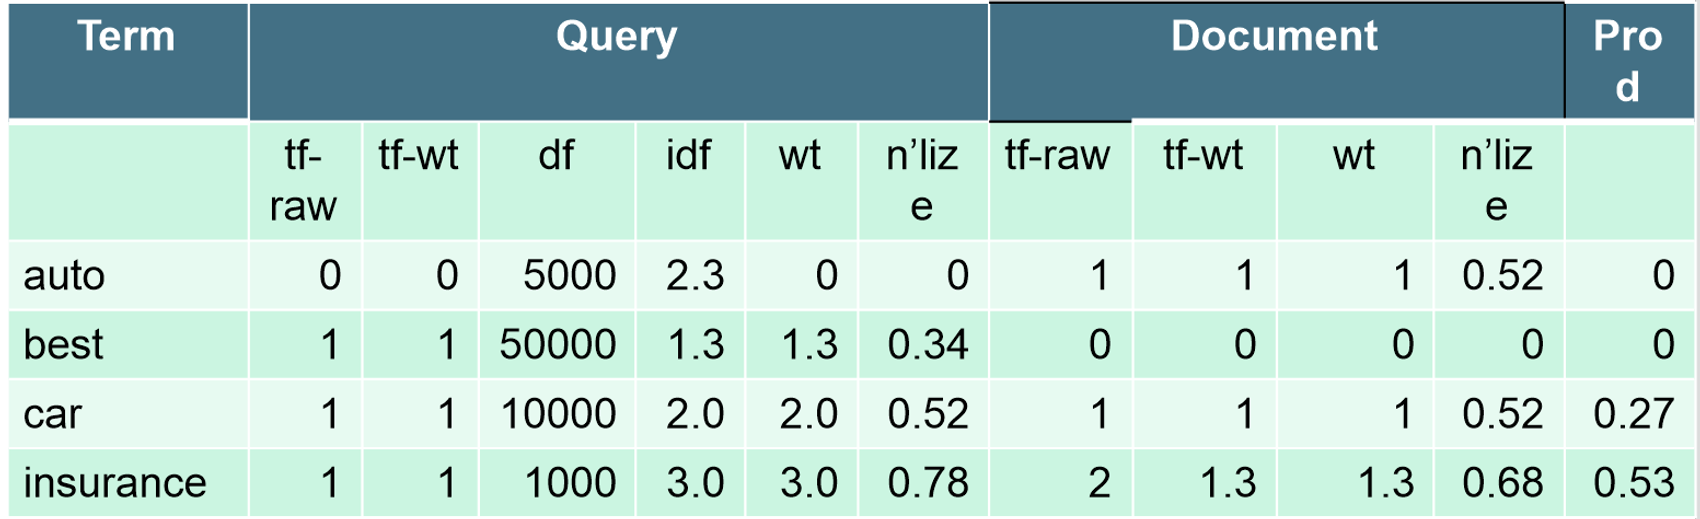 Term Query Document Pro
d
tf- tf-wt df idf wt n’liz tf-raw tf-wt wt n’liz
raw e e
auto 0 0 5000 2.3 0 0 1 1 1 0.52 0
best 1 1 50000 1.3 1.3 0.34 0 0 0 0 0
car 1 1 10000 2.0 2.0 0.52 1 1 1 0.52 0.27
insurance 1 1 1000 3.0 3.0 0.78 2 1.3 1.3 0.68 0.53